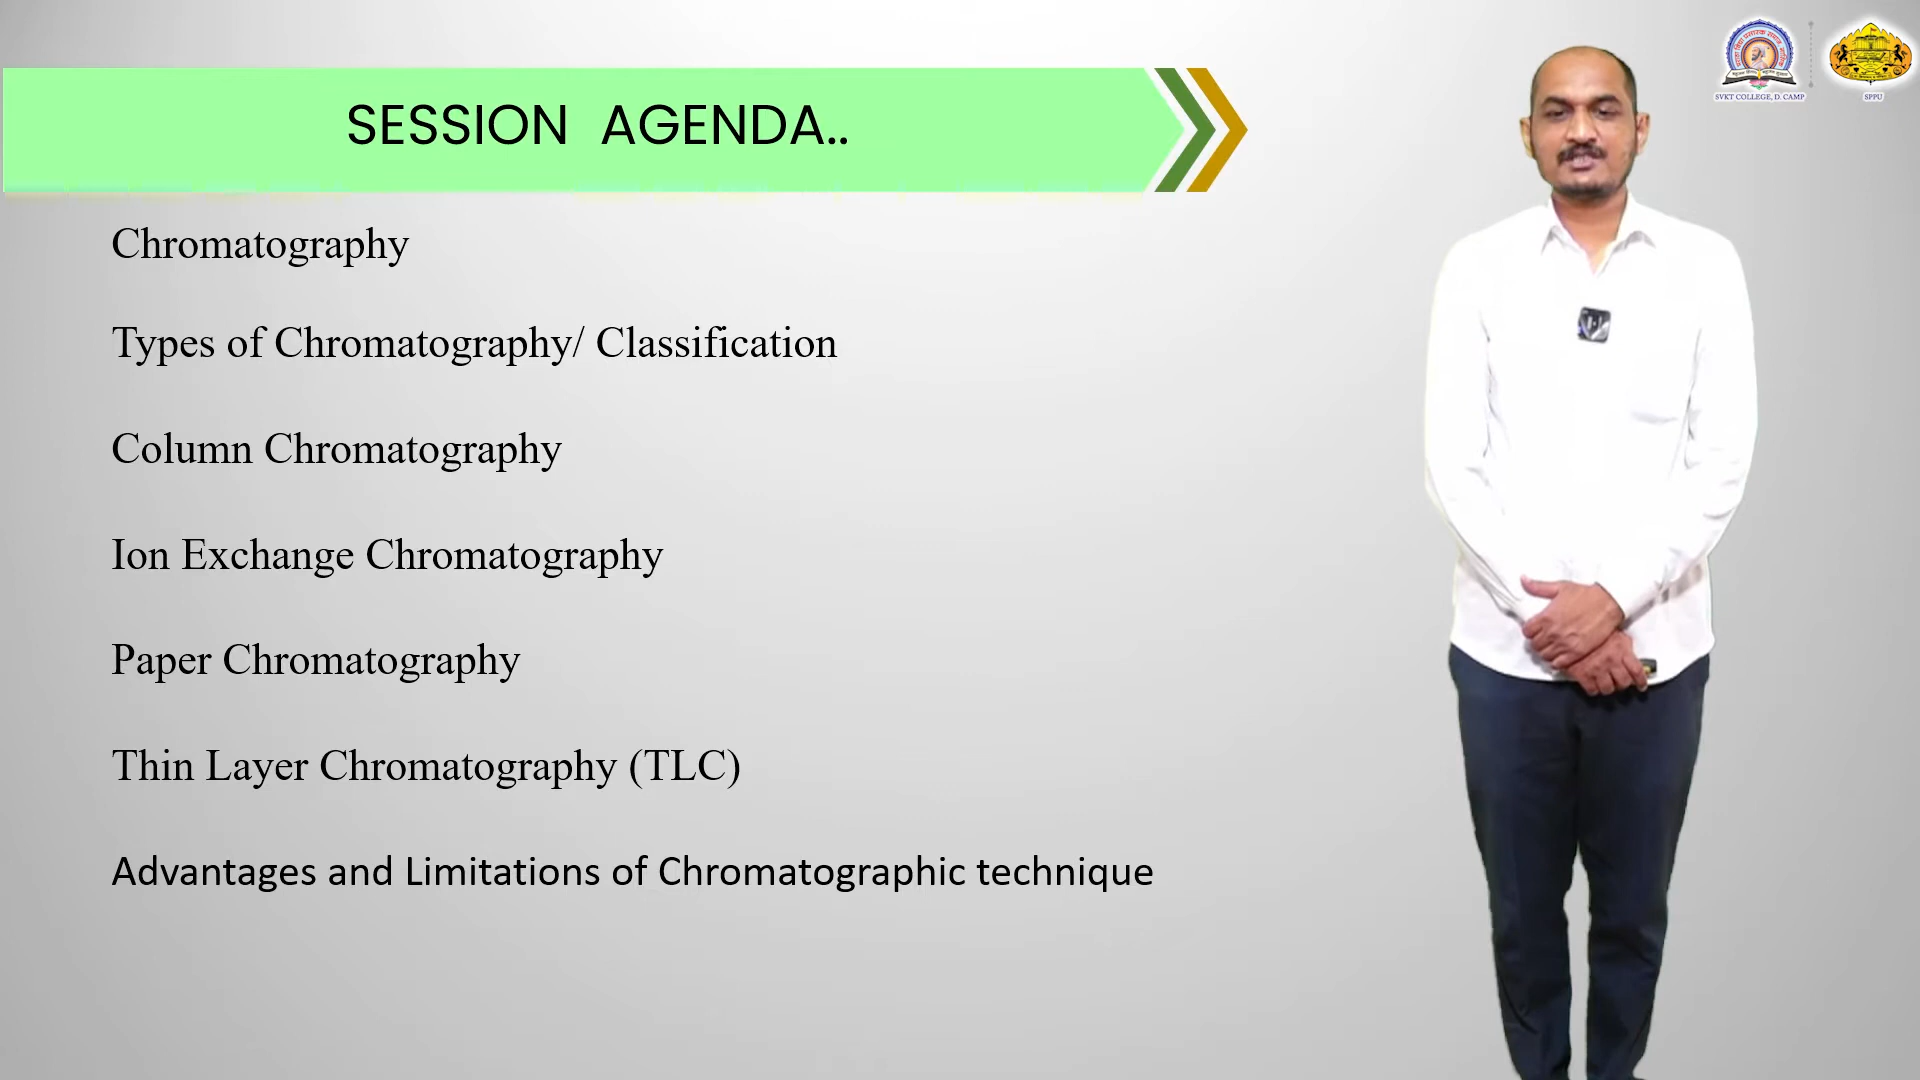 SESSION AGENDA..
Chromatography
Types of Chromatography/ Classification
Column Chromatography
Ion Exchange Chromatography
Paper Chromatography
Thin Layer Chromatography (TLC)
Advantages and Limitations of Chromatographic technique
SVKT COLLEGE, D. CAMP
SPPU